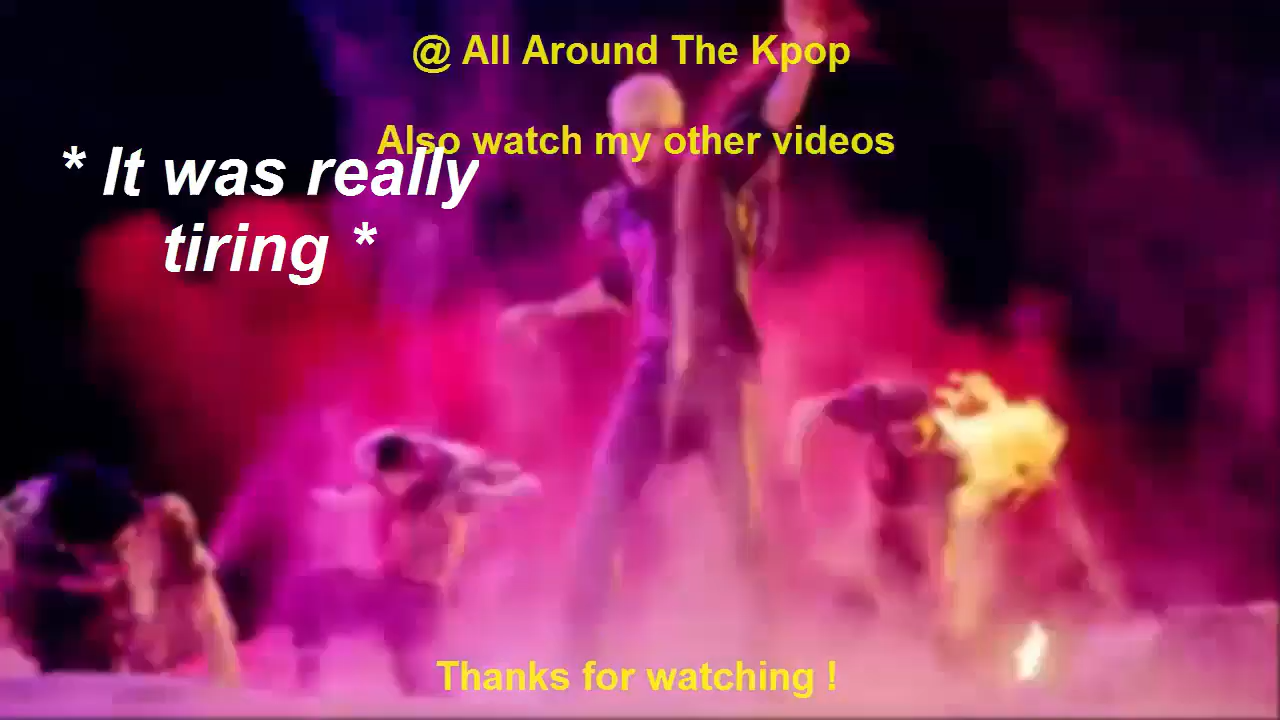 @ All Around The Kpop
Also watch my other videos
* It was really
tiring *
Thanks for watching !